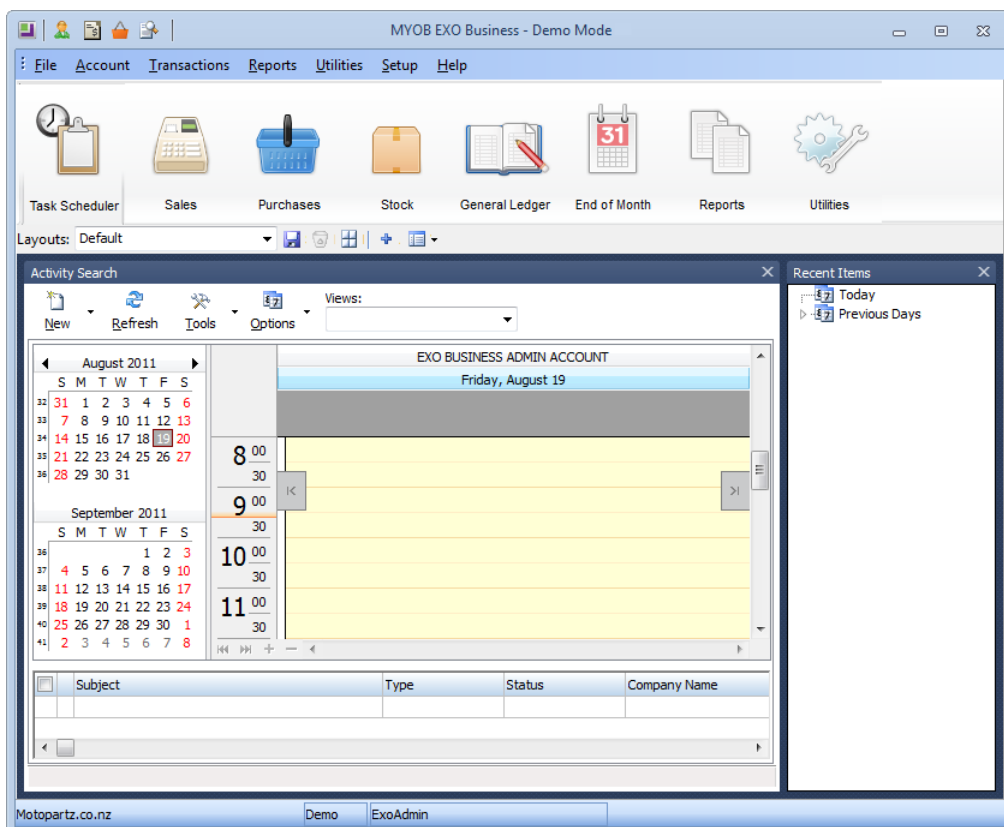 MYOB EXO Business - Demo Mode
File Account Transactions Reports Utilities Setup Help
31
Task Scheduler Sales Purchases Stock General Ledger End of Month Reports Utilities
Layouts: Default
Activity Search
New Refresh Tools Options Views:
August 2011
S M T W T F S
32 31 1 2 3 4 5 6
33 7 8 9 10 11 12 13
34 14 15 16 17 18 19 20
35 21 22 23 24 25 26 27
36 28 29 30 31
September 2011
S M T W T F S
36 1 2 3
37 4 5 6 7 8 9 10
38 11 12 13 14 15 16 17
39 18 19 20 21 22 23 24
40 25 26 27 28 29 30 1
41 2 3 4 5 6 7 8
EXO BUSINESS ADMIN ACCOUNT
Friday, August 19
8 00
30
9 00
30
10 00
30
11 00
30
Subject Type Status Company Name
Recent Items
Today
Previous Days
Motopartz.co.nz Demo ExoAdmin